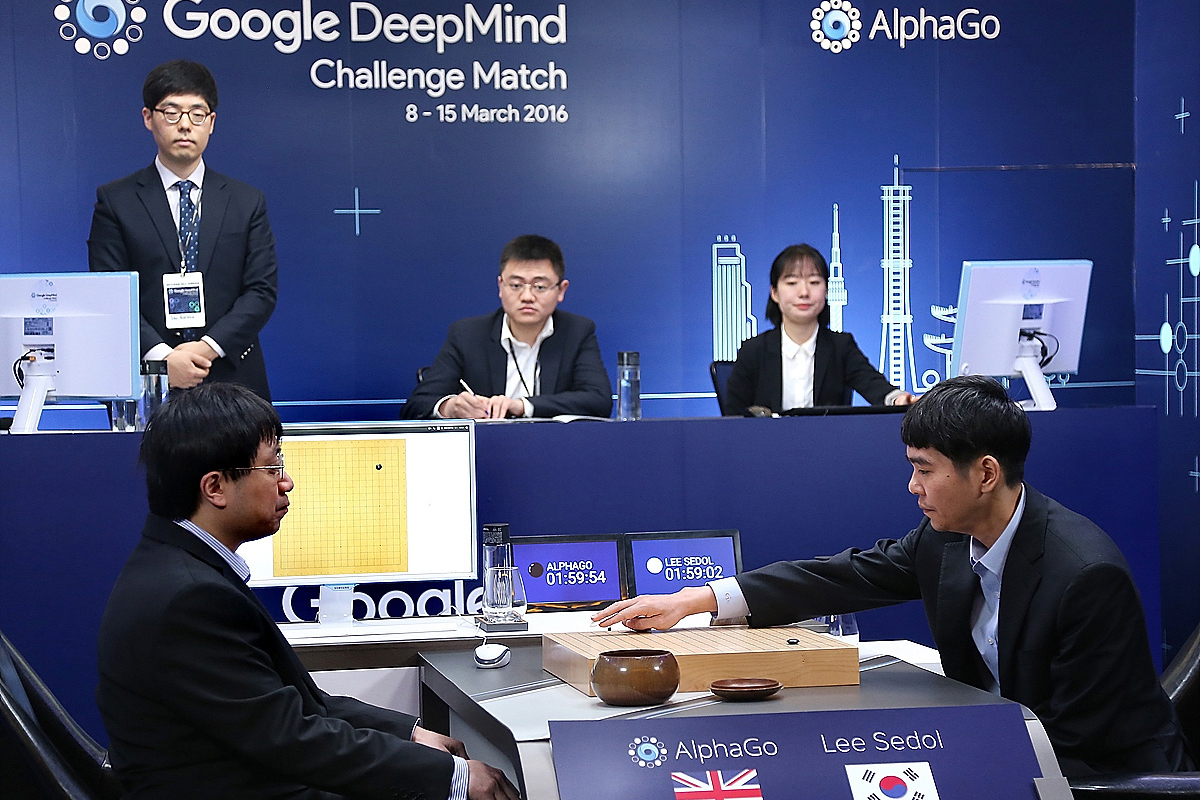 Google DeepMind
Challenge Match
8 - 15 March 2016
AlphaGo
ALPHAGO
01:59:54
LEE SEDOL
01:59:02
Google
AlphaGo
Lee Sedol